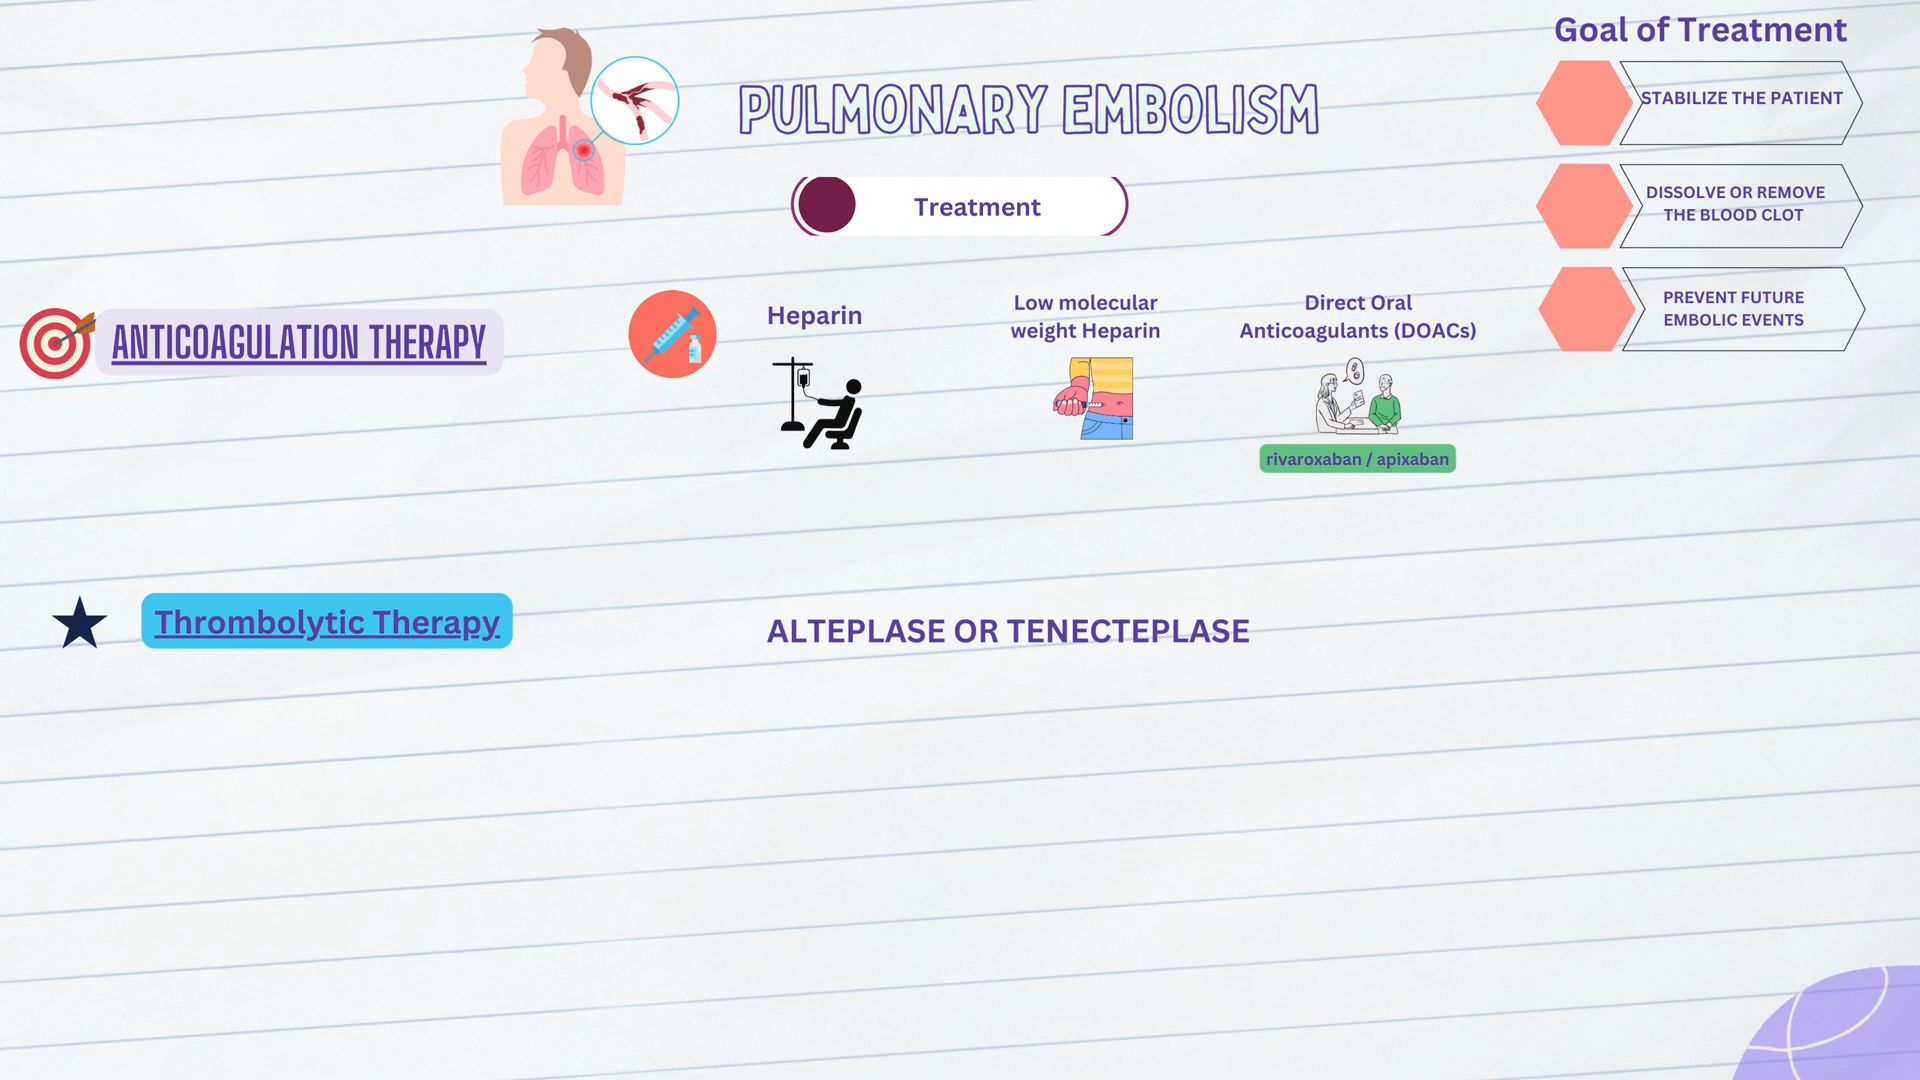 Goal of Treatment
STABILIZE THE PATIENT
DISSOLVE OR REMOVE
THE BLOOD CLOT
PREVENT FUTURE
EMBOLIC EVENTS
PULMONARY EMBOLISM
Treatment
ANTICOAGULATION THERAPY
Heparin
Low molecular
weight Heparin
Direct Oral
Anticoagulants (DOACs)
rivaroxaban / apixaban
Thrombolytic Therapy
ALTEPLASE OR TENECTEPLASE